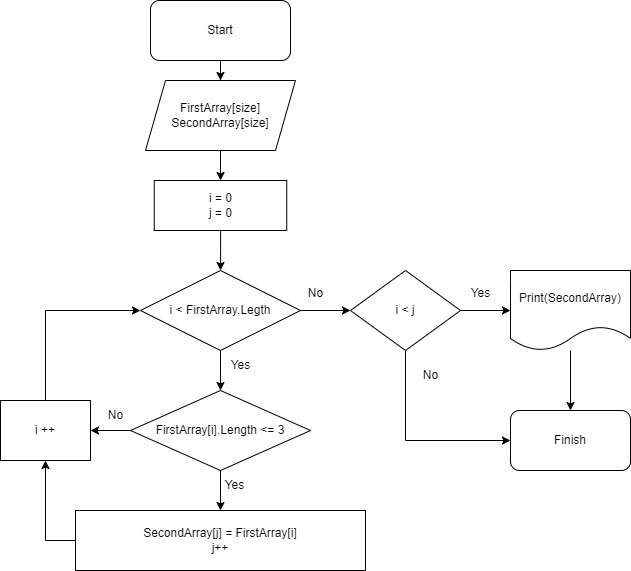 Start
FirstArray[size]
SecondArray[size]
i = 0
j = 0
i < FirstArray.Legth
No
i < j
Yes
Print(SecondArray)
Yes
No
No
i ++
FirstArray[i].Length <= 3
Finish
Yes
SecondArray[j] = FirstArray[i]
j++